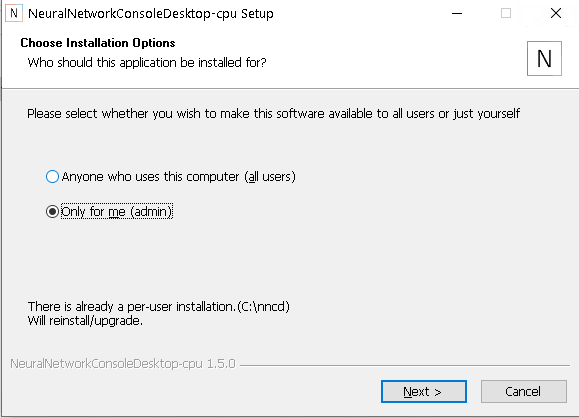 N NeuralNetworkConsoleDesktop-cpu Setup
Choose Installation Options
Who should this application be installed for?
N
Please select whether you wish to make this software available to all users or just yourself
Anyone who uses this computer (all users)
Only for me (admin)
There is already a per-user installation.(C:\nncd)
Will reinstall/upgrade.
NeuralNetworkConsoleDesktop-cpu 1.5.0
Next >
Cancel